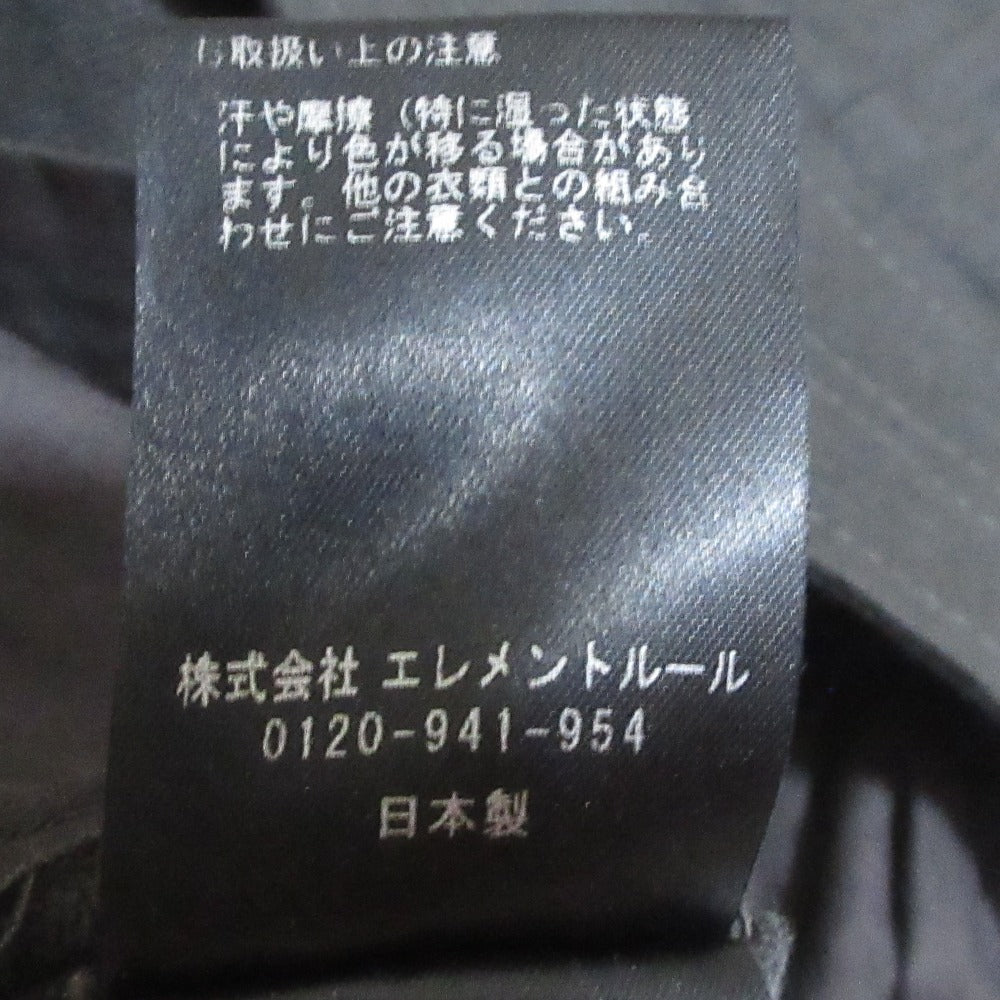 お取扱い上の注意
汗や摩擦（特に湿った状態
により色が移る場合があり
ます。他の衣類との組み合
わせにご注意ください。
株式会社 エレメントルール
0120-941-954
日本製